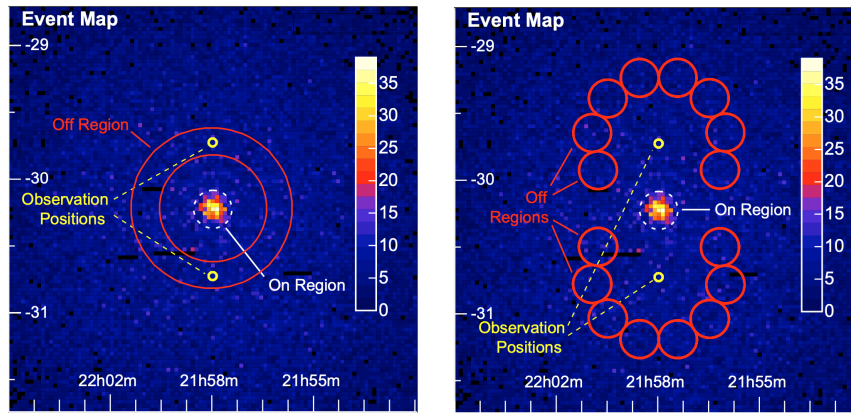 Event Map
-29
-30
-31
Off Region
Observation
Positions
On Region
35
30
25
20
15
10
5
0
22h02m
21h58m
21h55m
Event Map
-29
-30
-31
Off
Regions
On Region
Observation
Positions
35
30
25
20
15
10
5
0
22h02m
21h58m
21h55m